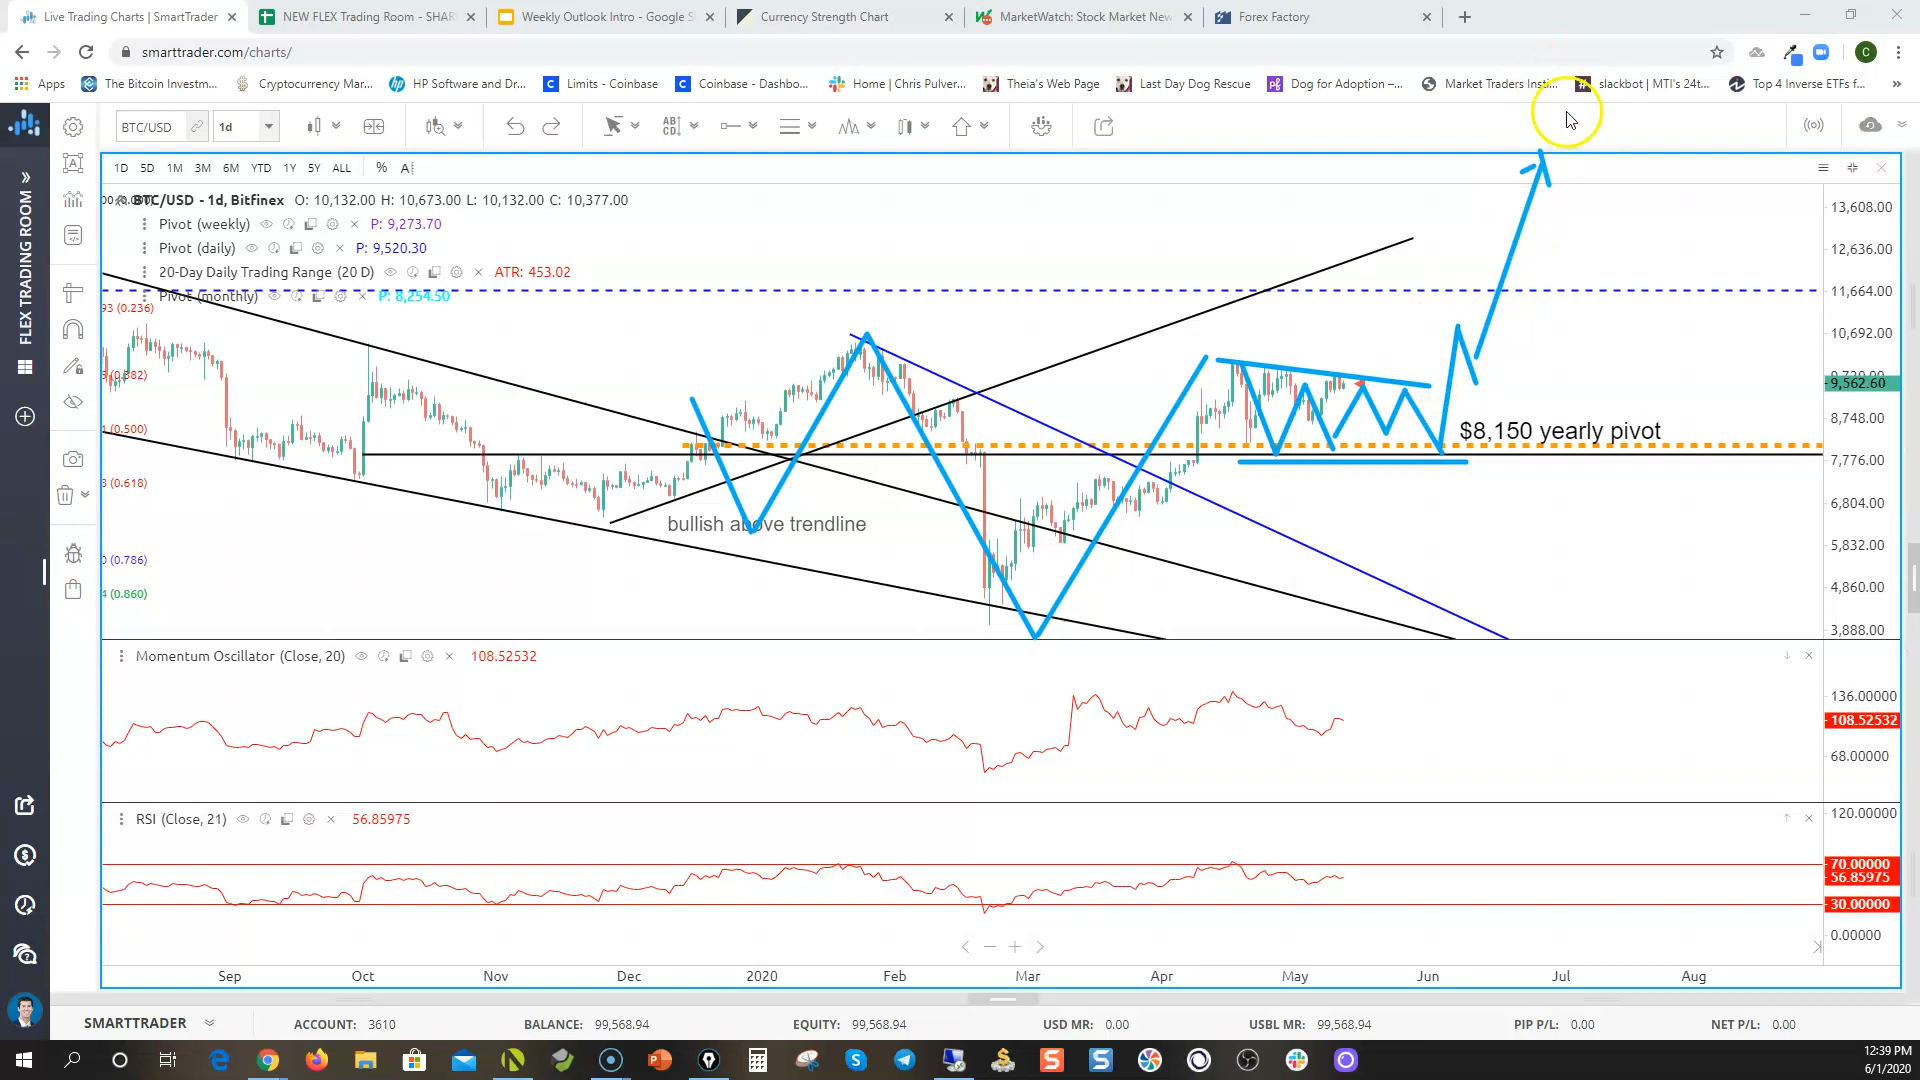 Live Trading Charts | SmartTrader
NEW FLEX Trading Room - SHAR
Weekly Outlook Intro - Google S
Currency Strength Chart
MarketWatch: Stock Market New
Forex Factory
smarttrader.com/charts/
C
Apps
The Bitcoin Investm...
Cryptocurrency Mar...
HP Software and Dr...
Limits - Coinbase
Coinbase - Dashbo...
Home | Chris Pulver...
Theia's Web Page
Last Day Dog Rescue
Dog for Adoption –...
Market Traders Insti...
slackbot | MTI's 24t...
Top 4 Inverse ETFs f...
BTC/USD
1d
1D 5D 1M 3M 6M YTD 1Y 5Y ALL %
BTC/USD - 1d, Bitfinex O: 10,132.00 H: 10,673.00 L: 10,132.00 C: 10,377.00
Pivot (weekly) P: 9,273.70
Pivot (daily) P: 9,520.30
20-Day Daily Trading Range (20 D) ATR: 453.02
Pivot (monthly) P: 8,254.50
93 (0.236)
(0.382)
1 (0.500)
3 (0.618)
0 (0.786)
4 (0.860)
13,608.00
12,636.00
11,664.00
10,692.00
9,562.60
8,748.00
7,776.00
6,804.00
5,832.00
4,860.00
3,888.00
$8,150 yearly pivot
bullish above trendline
Momentum Oscillator (Close, 20) 108.52532
136.00000
108.52532
68.00000
RSI (Close, 21) 56.85975
120.00000
70.00000
56.85975
30.00000
0.00000
Sep Oct Nov Dec 2020 Feb Mar Apr May Jun Jul Aug
FLEX TRADING ROOM
SMARTTRADER
ACCOUNT: 3610
BALANCE: 99,568.94
EQUITY: 99,568.94
USD MR: 0.00
USBL MR: 99,568.94
PIP P/L: 0.00
NET P/L: 0.00
12:39 PM
6/1/2020